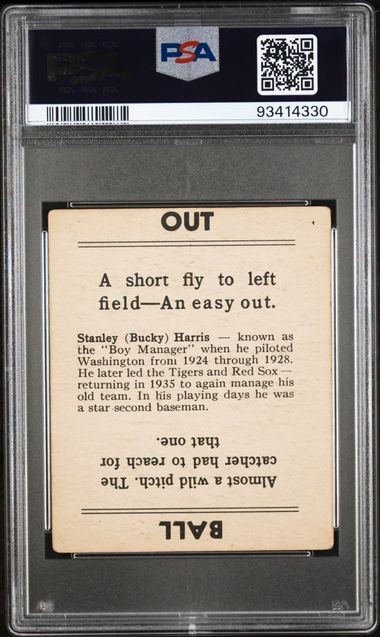 PSA
93414330
OUT
A short fly to left
field—An easy out.
Stanley (Bucky) Harris — known as
the "Boy Manager" when he piloted
Washington from 1924 through 1928.
He later led the Tigers and Red Sox —
returning in 1935 to again manage his
old team. In his playing days he was
a star second baseman.
BALL
Almost a wild pitch. The
catcher had to reach for
that one.